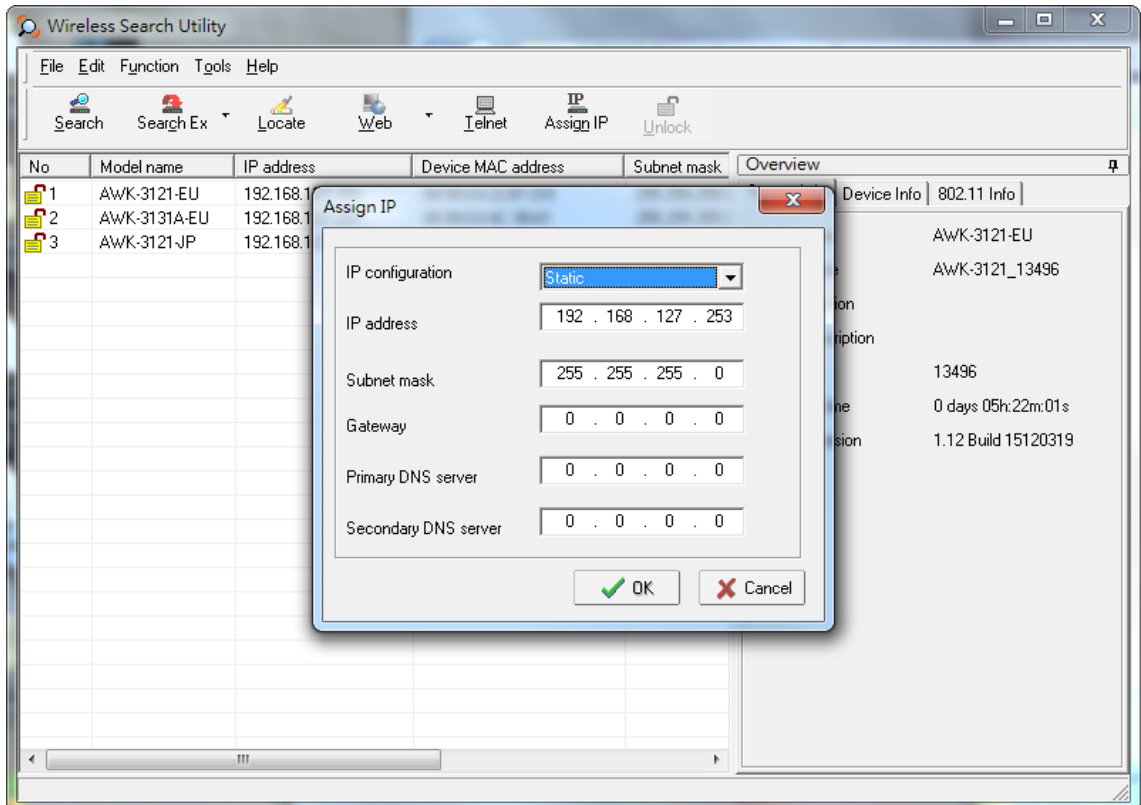 Wireless Search Utility
File Edit Function Tools Help
Search Search Ex Locate Web Telnet Assign IP Unlock
No Model name IP address Device MAC address Subnet mask Overview
1 AWK-3121-EU 192.168.1
2 AWK-3131A-EU 192.168.1
3 AWK-3121-JP 192.168.1
Device Info 802.11 Info
AWK-3121-EU
AWK-3121_13496
13496
0 days 05h:22m:01s
1.12 Build 15120319
Assign IP
IP configuration Static
IP address 192 . 168 . 127 . 253
Subnet mask 255 . 255 . 255 . 0
Gateway 0 . 0 . 0 . 0
Primary DNS server 0 . 0 . 0 . 0
Secondary DNS server 0 . 0 . 0 . 0
OK Cancel